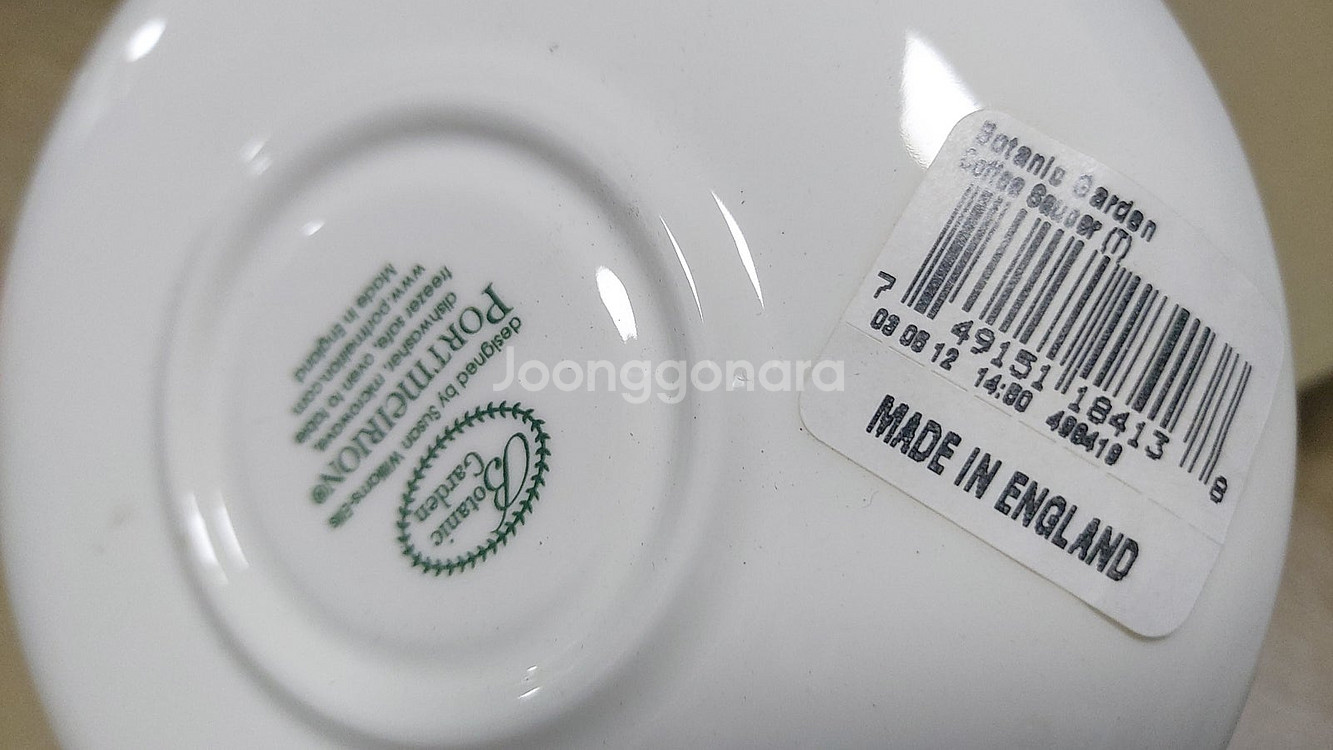 Botanic
Garden
designed by Susan Williams-Ellis
PORTMEIRION®
dishwasher, microwave,
freezer safe, oven to table
www.portmeirion.com
Made in England
Joonggonara
Botanic Garden
Coffee Saucer (T)
7 49151 18413 8
03 06 12 14:50 498419
MADE IN ENGLAND